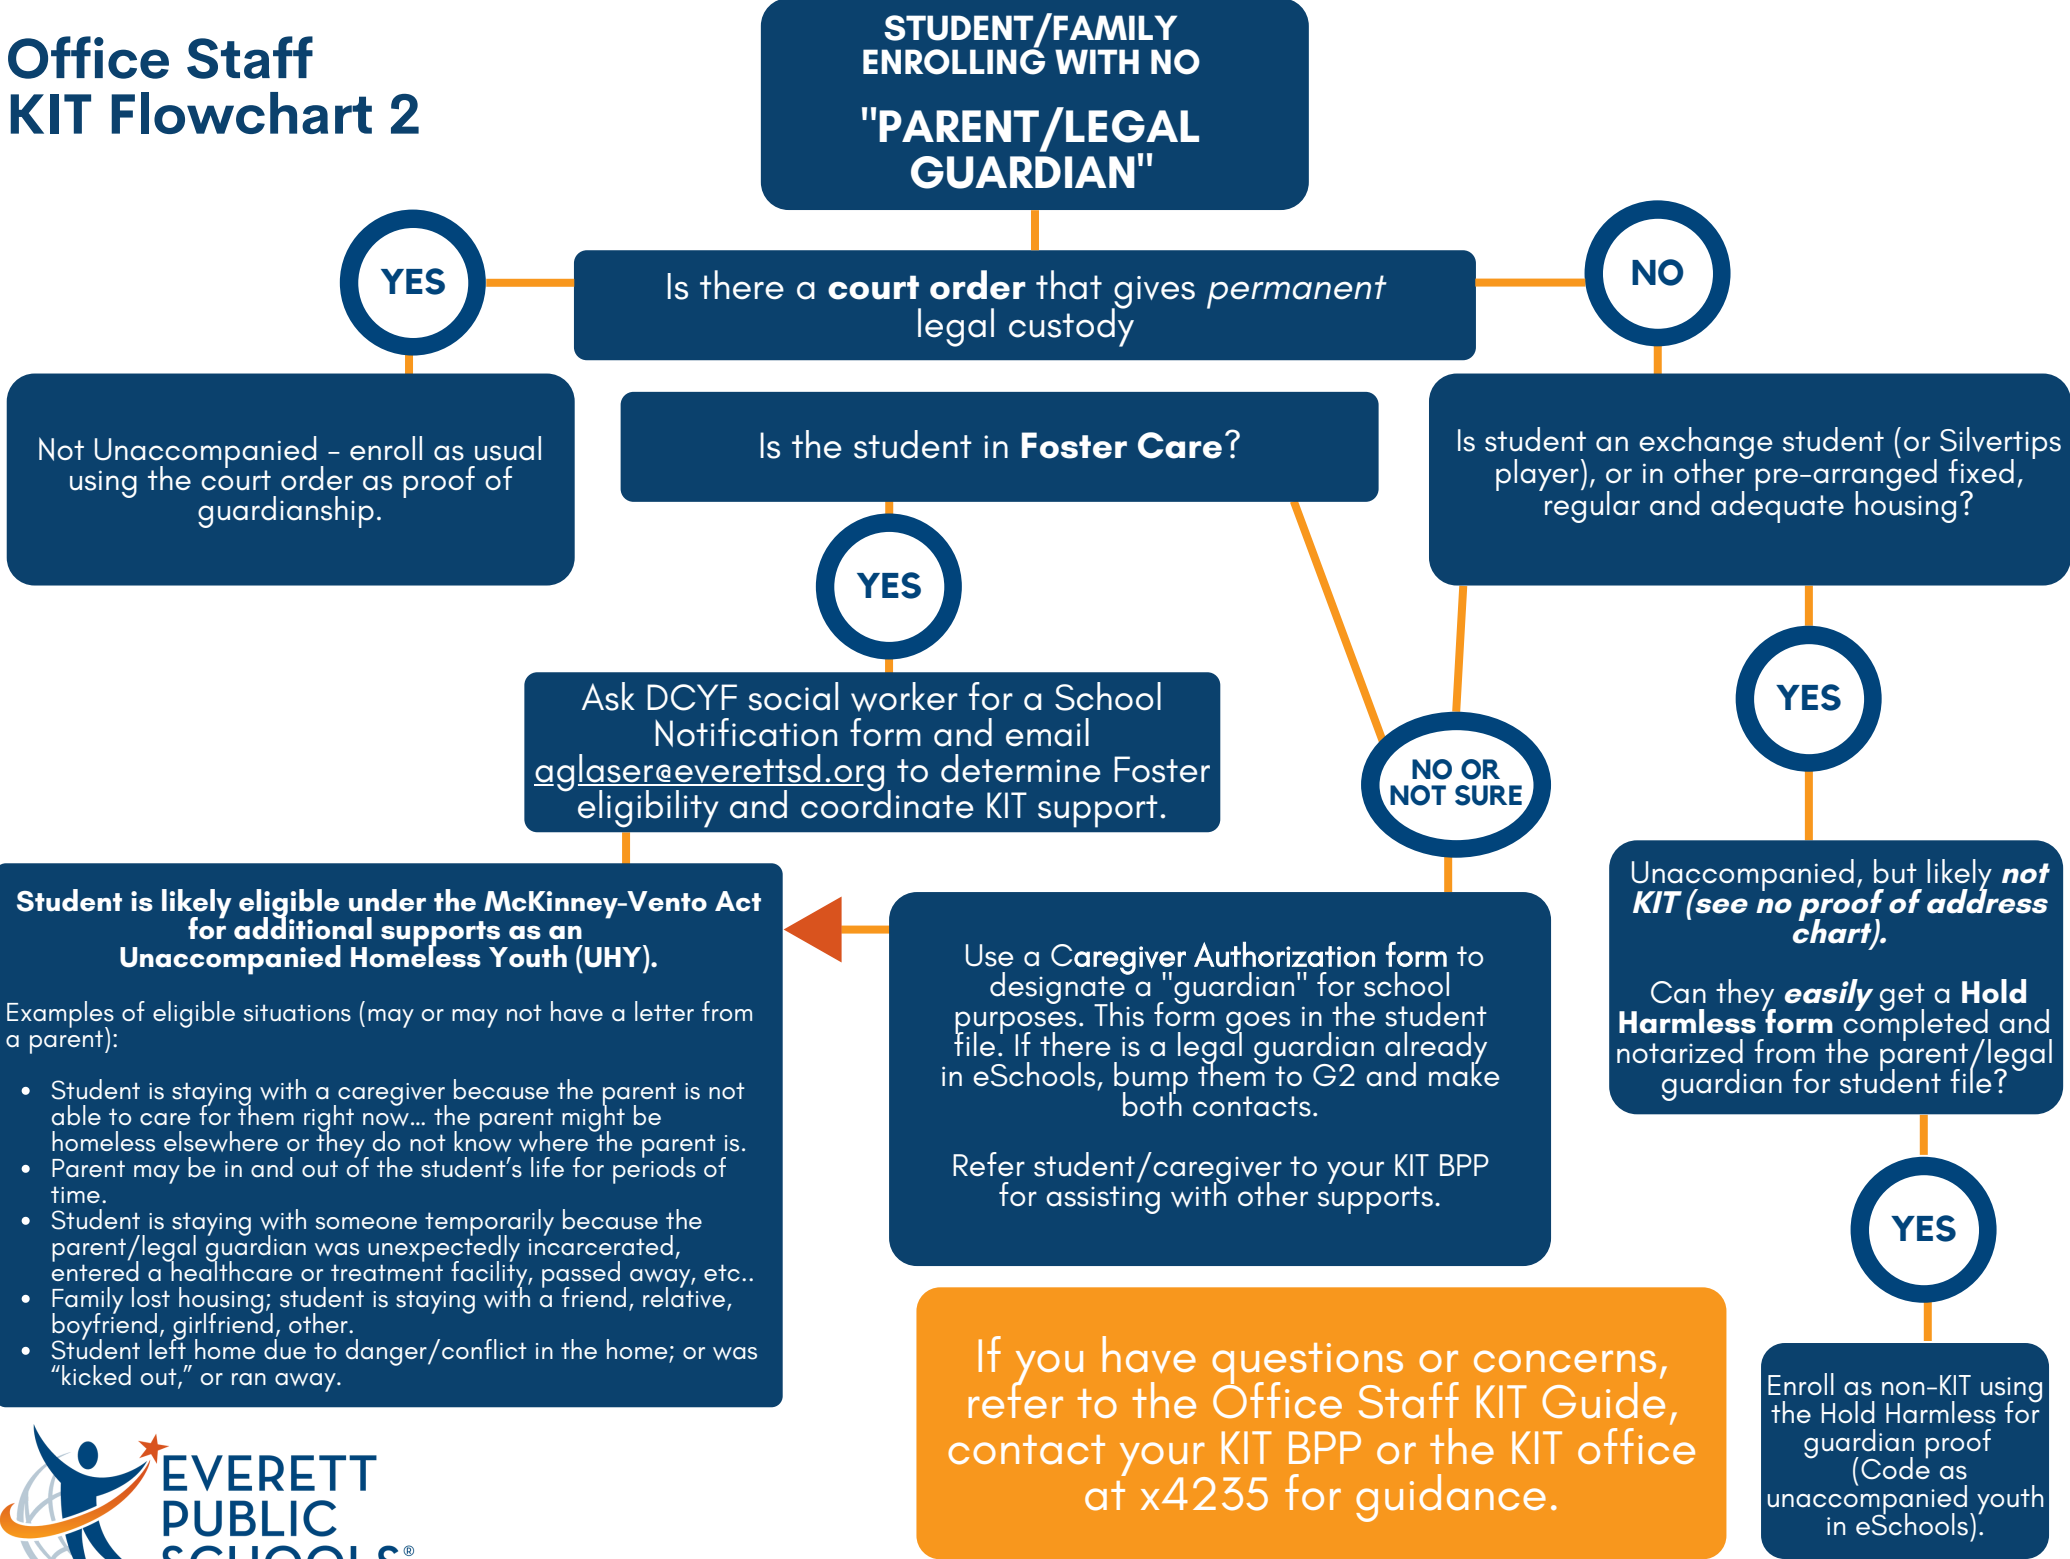 Office Staff
KIT Flowchart 2
STUDENT/FAMILY
ENROLLING WITH NO
"PARENT/LEGAL
GUARDIAN"
YES
Is there a court order that gives permanent
legal custody
NO
Not Unaccompanied - enroll as usual
using the court order as proof of
guardianship.
Is the student in Foster Care?
Is student an exchange student (or Silvertips
player), or in other pre-arranged fixed,
regular and adequate housing?
YES
YES
Ask DCYF social worker for a School
Notification form and email
aglaser@everettsd.org to determine Foster
eligibility and coordinate KIT support.
NO OR
NOT SURE
Student is likely eligible under the McKinney-Vento Act
for additional supports as an
Unaccompanied Homeless Youth (UHY).
Examples of eligible situations (may or may not have a letter from
a parent):
• Student is staying with a caregiver because the parent is not
able to care for them right now... the parent might be
homeless elsewhere or they do not know where the parent is.
• Parent may be in and out of the student's life for periods of
time.
• Student is staying with someone temporarily because the
parent/legal guardian was unexpectedly incarcerated,
entered a healthcare or treatment facility, passed away, etc..
• Family lost housing; student is staying with a friend, relative,
boyfriend, girlfriend, other.
• Student left home due to danger/conflict in the home; or was
“kicked out,” or ran away.
Use a Caregiver Authorization form to
designate a "guardian" for school
purposes. This form goes in the student
file. If there is a legal guardian already
in eSchools, bump them to G2 and make
both contacts.
Refer student/caregiver to your KIT BPP
for assisting with other supports.
Unaccompanied, but likely not
KIT (see no proof of address
chart).
Can they easily get a Hold
Harmless form completed and
notarized from the parent/legal
guardian for student file?
YES
If you have questions or concerns,
refer to the Office Staff KIT Guide,
contact your KIT BPP or the KIT office
at x4235 for guidance.
Enroll as non-KIT using
the Hold Harmless for
guardian proof
(Code as
unaccompanied youth
in eSchools).
EVERETT
PUBLIC
SCHOOLS®